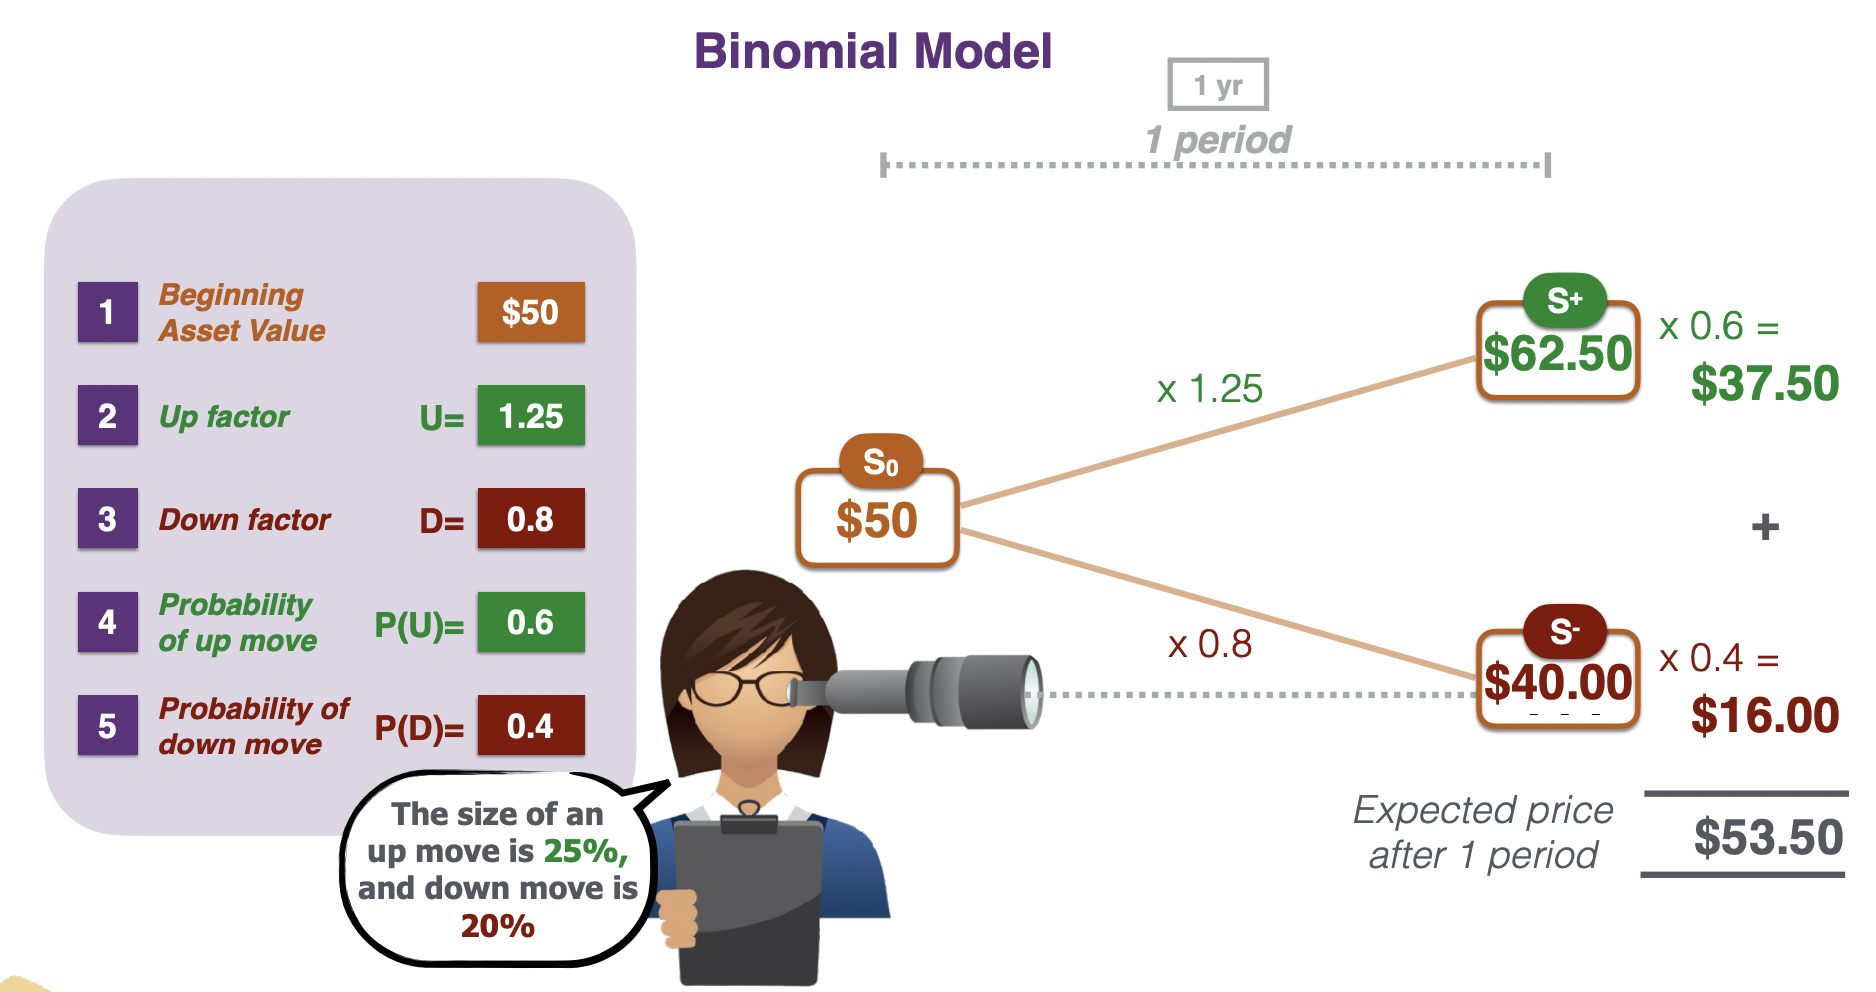 Binomial Model
1 yr
1 period
1
Beginning
Asset Value
$50
2
Up factor
U=
1.25
3
Down factor
D=
0.8
4
Probability
of up move
P(U)=
0.6
5
Probability of
down move
P(D)=
0.4
The size of an
up move is 25%,
and down move is
20%
S₀
$50
x 1.25
x 0.8
S⁺
$62.50
x 0.6 =
$37.50
+
S⁻
$40.00
x 0.4 =
$16.00
Expected price
after 1 period
$53.50